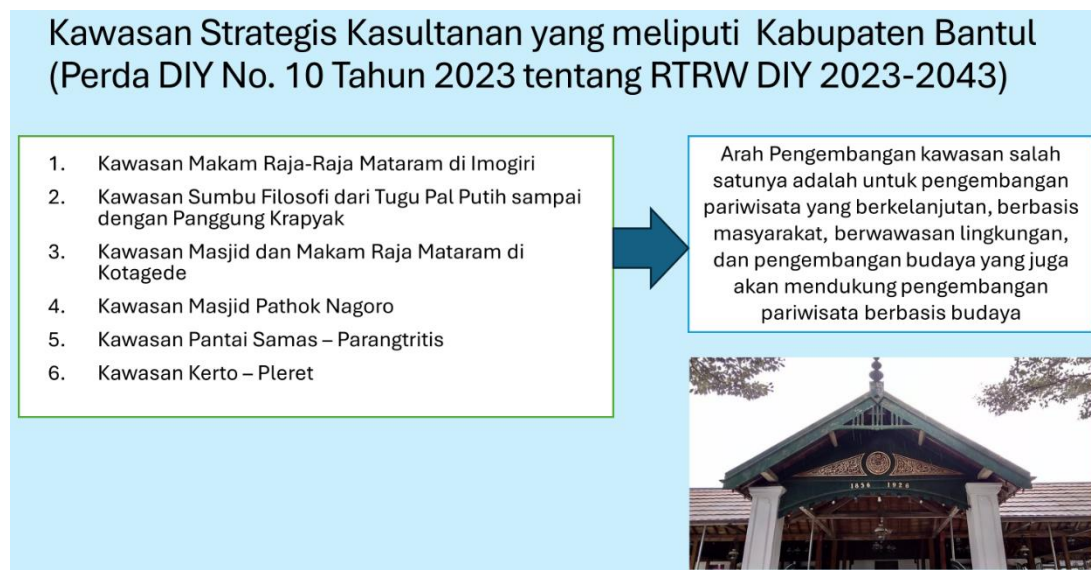 Kawasan Strategis Kasultanan yang meliputi Kabupaten Bantul
(Perda DIY No. 10 Tahun 2023 tentang RTRW DIY 2023-2043)
1. Kawasan Makam Raja-Raja Mataram di Imogiri
2. Kawasan Sumbu Filosofi dari Tugu Pal Putih sampai
dengan Panggung Krapyak
3. Kawasan Masjid dan Makam Raja Mataram di
Kotagede
4. Kawasan Masjid Pathok Nagoro
5. Kawasan Pantai Samas – Parangtritis
6. Kawasan Kerto – Pleret
Arah Pengembangan kawasan salah
satunya adalah untuk pengembangan
pariwisata yang berkelanjutan, berbasis
masyarakat, berwawasan lingkungan,
dan pengembangan budaya yang juga
akan mendukung pengembangan
pariwisata berbasis budaya
1856 1926